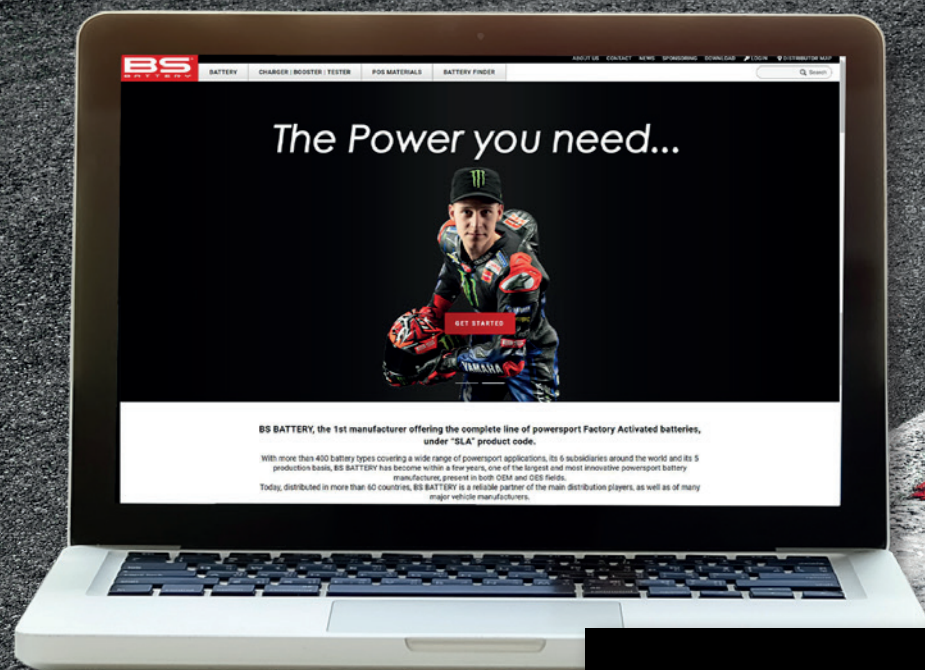 BS
BATTERY
ABOUT US CONTACT NEWS SPONSORING DOWNLOAD LOGIN DISTRIBUTOR MAP
BATTERY CHARGER | BOOSTER | TESTER POS MATERIALS BATTERY FINDER Search
The Power you need...
GET STARTED
YAMAHA
BS BATTERY, the 1st manufacturer offering the complete line of powersport Factory Activated batteries,
under "SLA" product code.
With more than 400 battery types covering a wide range of powersport applications, its 6 subsidiaries around the world and its 5
production basis, BS BATTERY has become within a few years, one of the largest and most innovative powersport battery
manufacturer, present in both OEM and OES fields.
Today, distributed in more than 60 countries, BS BATTERY is a reliable partner of the main distribution players, as well as of many
major vehicle manufacturers.